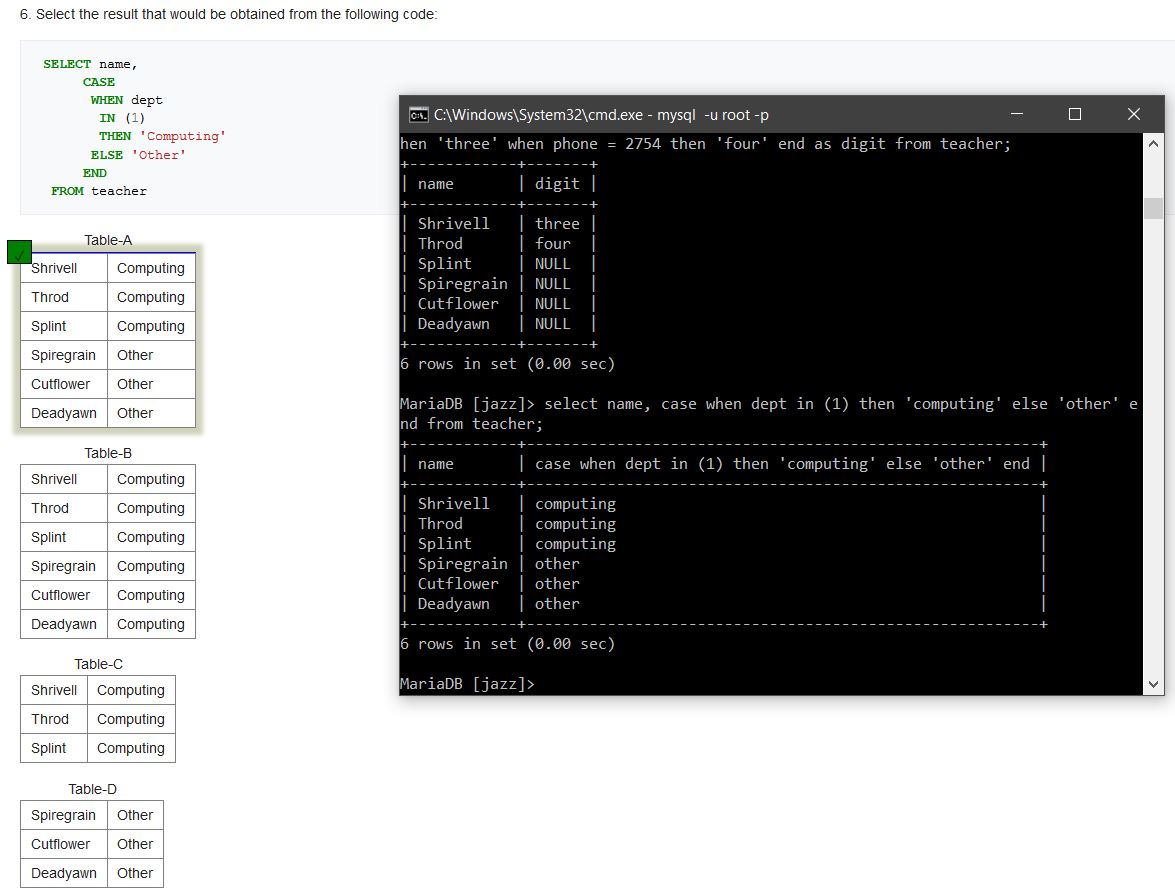 6. Select the result that would be obtained from the following code:
SELECT name,
CASE
WHEN dept
IN (1)
THEN 'Computing'
ELSE 'Other'
END
FROM teacher
Table-A
Shrivell Computing
Throd Computing
Splint Computing
Spiregrain Other
Cutflower Other
Deadyawn Other
Table-B
Shrivell Computing
Throd Computing
Splint Computing
Spiregrain Computing
Cutflower Computing
Deadyawn Computing
Table-C
Shrivell Computing
Throd Computing
Splint Computing
Table-D
Spiregrain Other
Cutflower Other
Deadyawn Other
C:\Windows\System32\cmd.exe - mysql -u root -p
hen 'three' when phone = 2754 then 'four' end as digit from teacher;
+------------+-------+
| name | digit |
+------------+-------+
| Shrivell | three |
| Throd | four |
| Splint | NULL |
| Spiregrain | NULL |
| Cutflower | NULL |
| Deadyawn | NULL |
+------------+-------+
6 rows in set (0.00 sec)
MariaDB [jazz]> select name, case when dept in (1) then 'computing' else 'other' e
nd from teacher;
+------------+---------------------------------------------------------+
| name | case when dept in (1) then 'computing' else 'other' end |
+------------+---------------------------------------------------------+
| Shrivell | computing |
| Throd | computing |
| Splint | computing |
| Spiregrain | other |
| Cutflower | other |
| Deadyawn | other |
+------------+---------------------------------------------------------+
6 rows in set (0.00 sec)
MariaDB [jazz]>